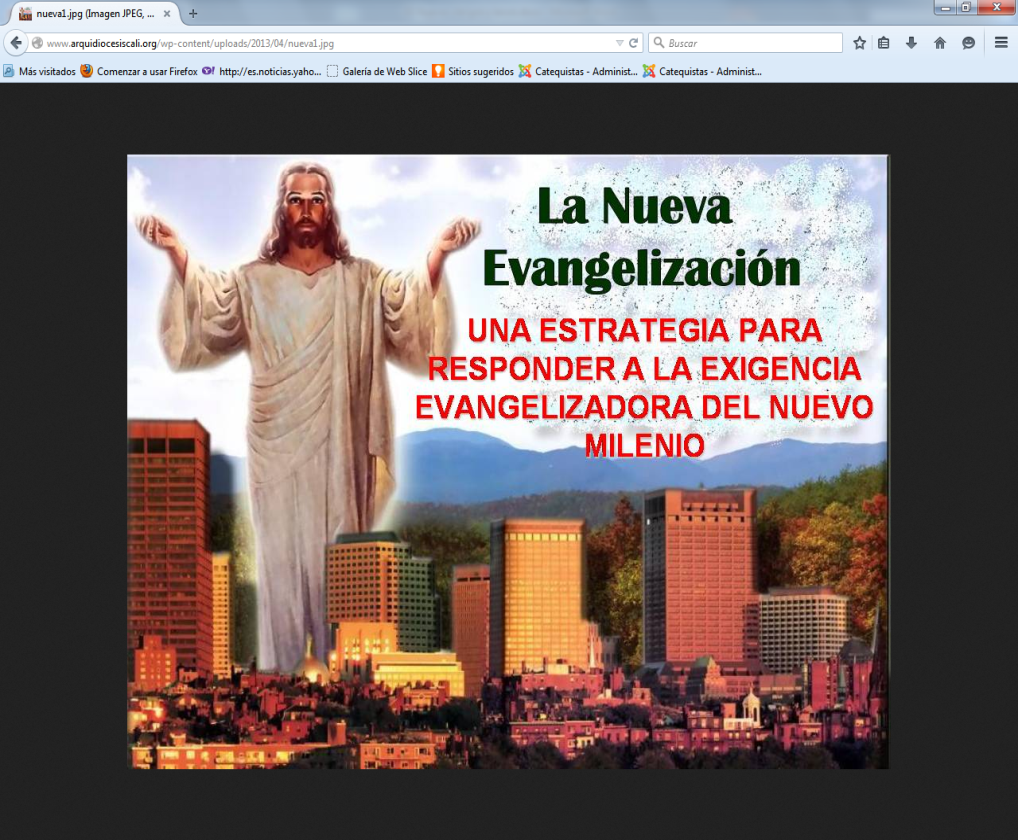 nueva1.jpg (Imagen JPEG, ...
www.arquidiocesiscali.org/wp-content/uploads/2013/04/nueva1.jpg
Buscar
Más visitados Comenzar a usar Firefox http://es.noticias.yaho... Galería de Web Slice Sitios sugeridos Catequistas - Administ... Catequistas - Administ...
La Nueva
Evangelización
UNA ESTRATEGIA PARA
RESPONDER A LA EXIGENCIA
EVANGELIZADORA DEL NUEVO
MILENIO